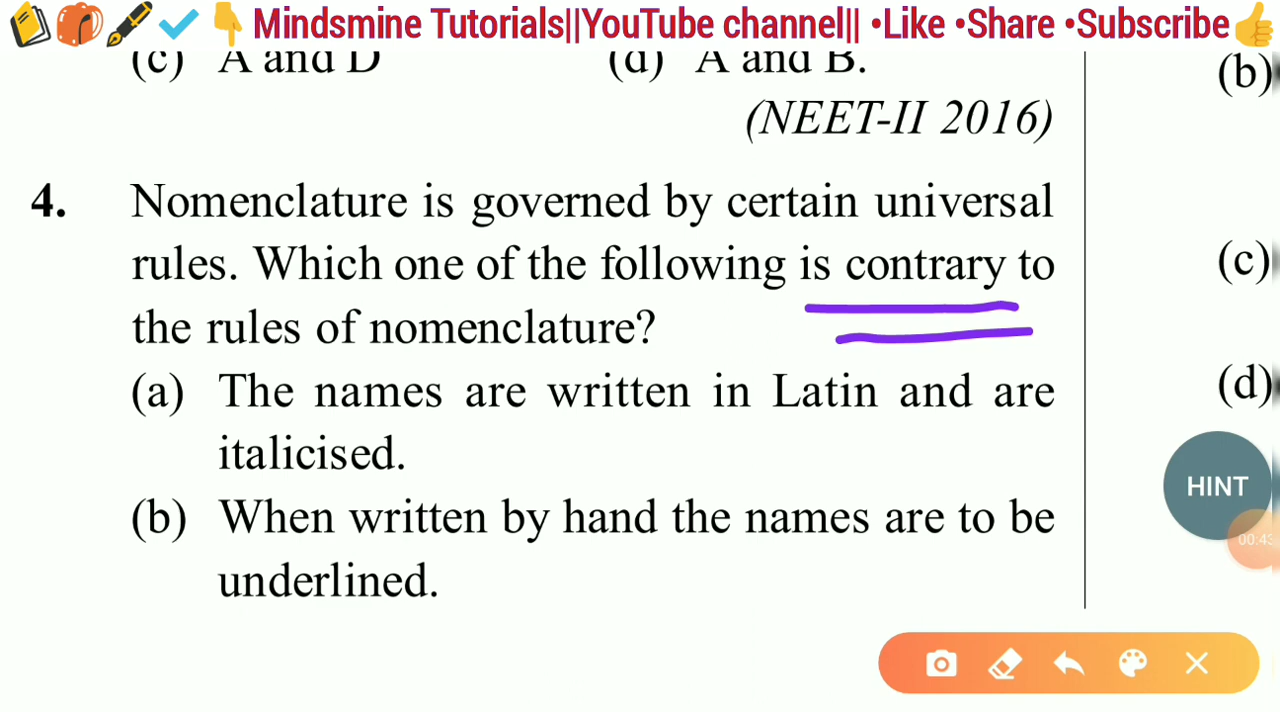 Mindsmine Tutorials||YouTube channel|| •Like •Share •Subscribe
(c) A and D (d) A and B.
(NEET-II 2016)
4. Nomenclature is governed by certain universal
rules. Which one of the following is contrary to
the rules of nomenclature?
(a) The names are written in Latin and are
italicised.
(b) When written by hand the names are to be
underlined.
(b)
(c)
(d)
HINT
00:43